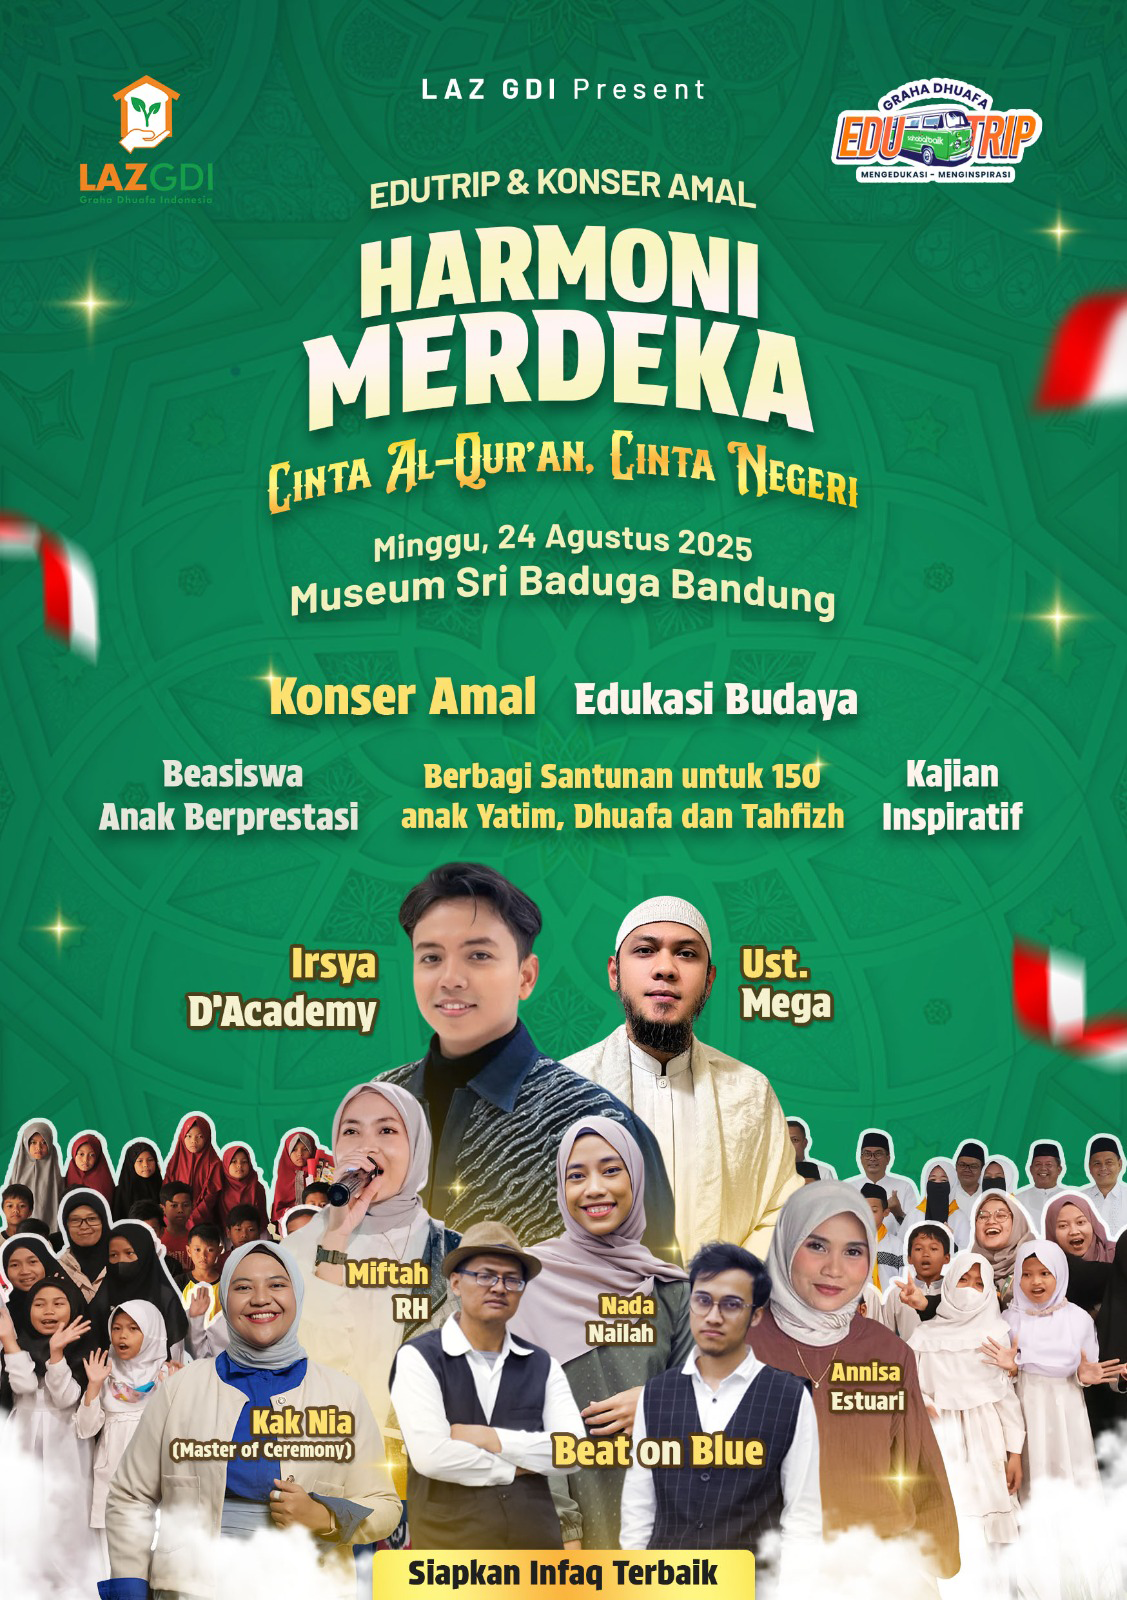 LAZ GDI Present
LAZGDI
Graha Dhuafa Indonesia
GRAHA DHUAFA
EDUTRIP
sahabatbaik
MENGEDUKASI - MENGINSPIRASI
EDUTRIP & KONSER AMAL
HARMONI
MERDEKA
CINTA AL-QUR'AN, CINTA NEGERI
Minggu, 24 Agustus 2025
Museum Sri Baduga Bandung
Konser Amal
Edukasi Budaya
Beasiswa
Anak Berprestasi
Berbagi Santunan untuk 150
anak Yatim, Dhuafa dan Tahfizh
Kajian
Inspiratif
Irsya
D'Academy
Ust.
Mega
Miftah
RH
Nada
Nailah
Annisa
Estuari
Kak Nia
(Master of Ceremony)
Beat on Blue
Siapkan Infaq Terbaik